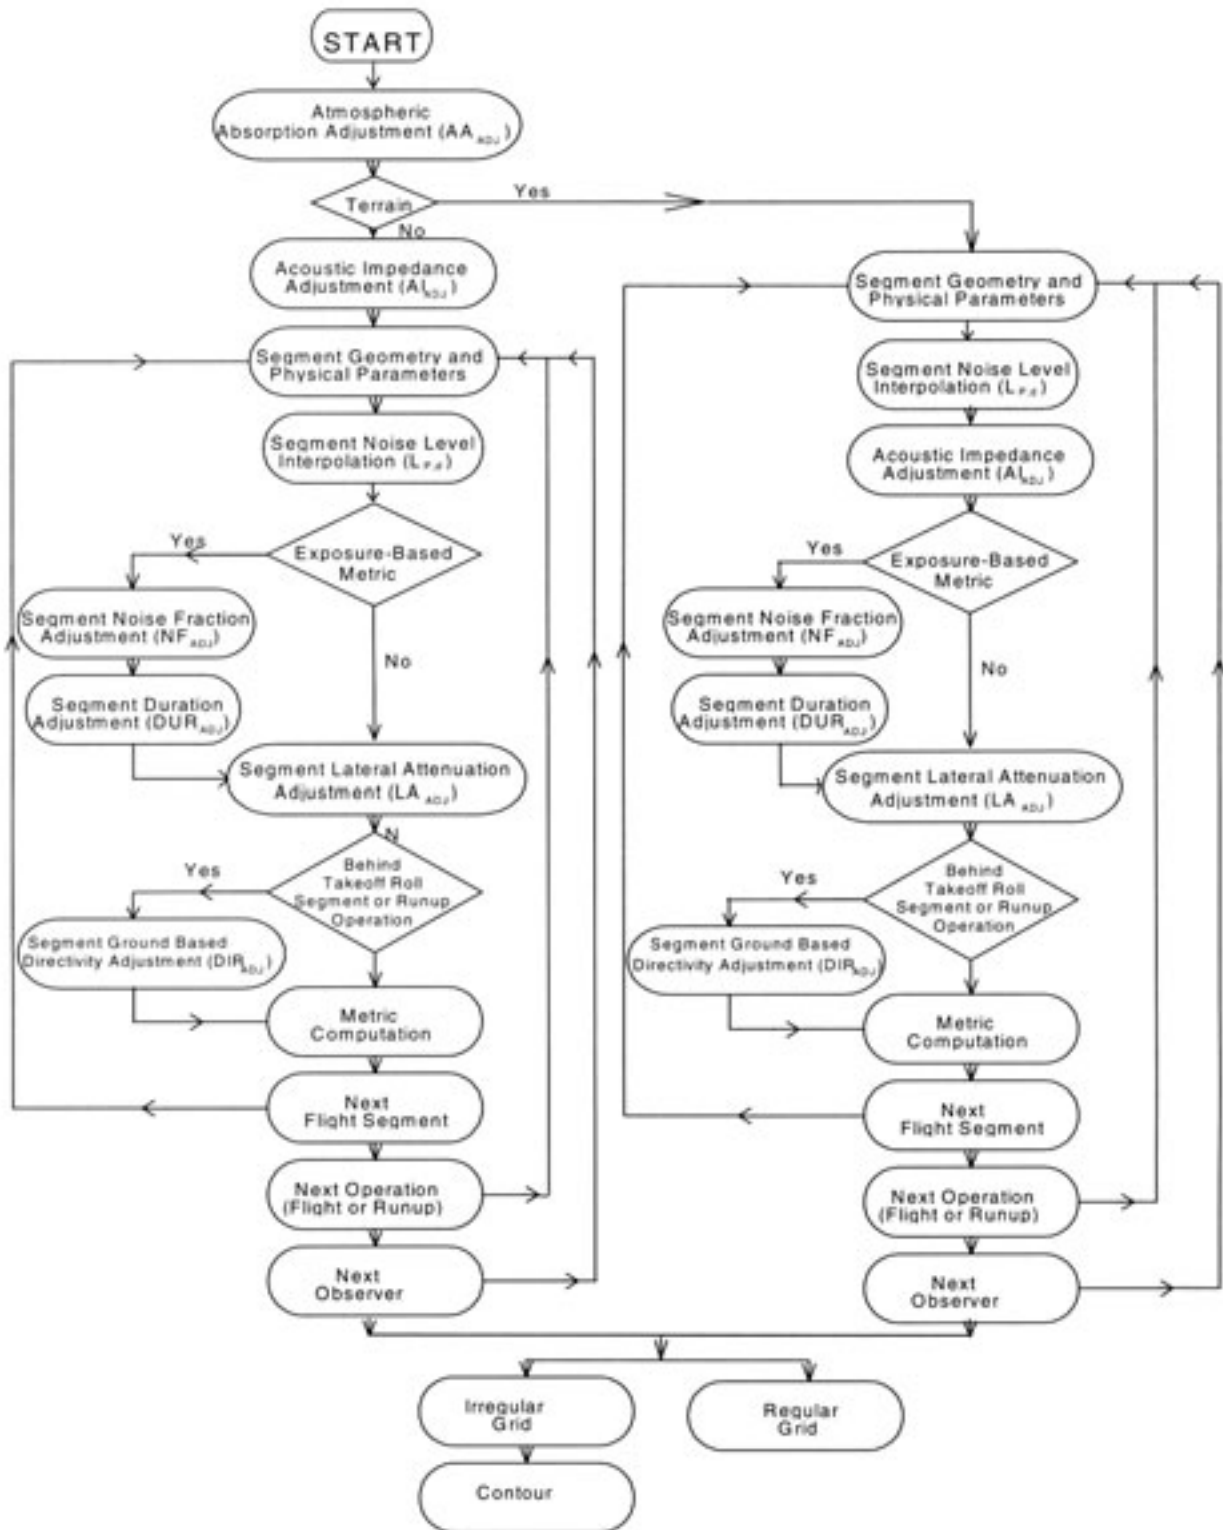 START
Atmospheric
Absorption Adjustment (AA ADJ)
Terrain
Yes
No
Acoustic Impedance
Adjustment (AI ADJ)
Segment Geometry and
Physical Parameters
Segment Noise Level
Interpolation (L P,d)
Exposure-Based
Metric
Yes
No
Segment Noise Fraction
Adjustment (NF ADJ)
Segment Duration
Adjustment (DUR ADJ)
Segment Lateral Attenuation
Adjustment (LA ADJ)
N
Behind
Takeoff Roll
Segment or Runup
Operation
Yes
Segment Ground Based
Directivity Adjustment (DIR ADJ)
Metric
Computation
Next
Flight Segment
Next Operation
(Flight or Runup)
Next
Observer
Segment Geometry and
Physical Parameters
Segment Noise Level
Interpolation (L P,d)
Acoustic Impedance
Adjustment (AI ADJ)
Exposure-Based
Metric
Yes
No
Segment Noise Fraction
Adjustment (NF ADJ)
Segment Duration
Adjustment (DUR ADJ)
Segment Lateral Attenuation
Adjustment (LA ADJ)
Behind
Takeoff Roll
Segment or Runup
Operation
Yes
Segment Ground Based
Directivity Adjustment (DIR ADJ)
Metric
Computation
Next
Flight Segment
Next Operation
(Flight or Runup)
Next
Observer
Irregular
Grid
Regular
Grid
Contour